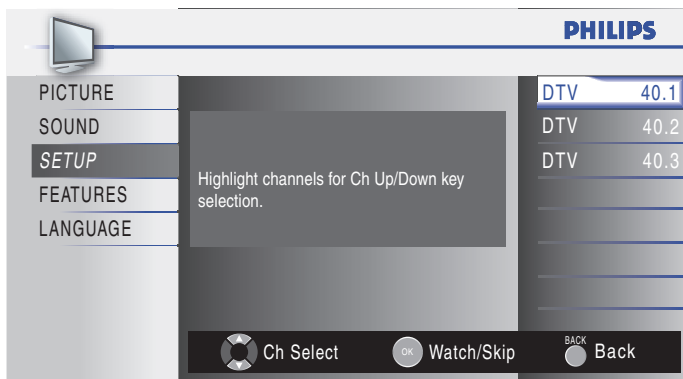 PHILIPS
PICTURE
SOUND
SETUP
FEATURES
LANGUAGE
Highlight channels for Ch Up/Down key
selection.
DTV 40.1
DTV 40.2
DTV 40.3
Ch Select
OK Watch/Skip
BACK Back